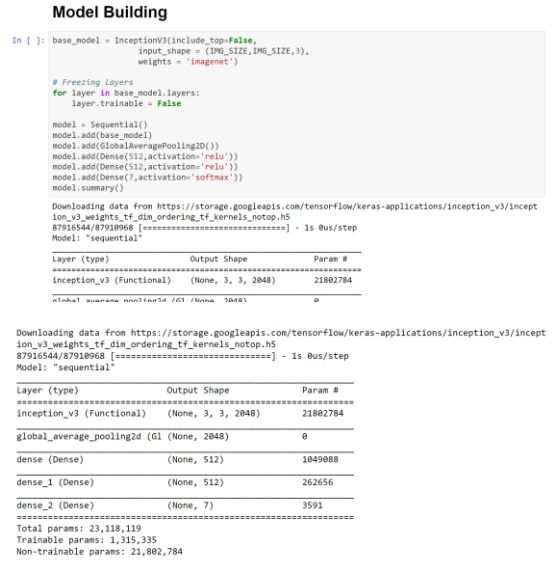 Model Building
In [ ]: base_model = InceptionV3(include_top=False,
input_shape = (IMG_SIZE,IMG_SIZE,3),
weights = 'imagenet')
# Freezing Layers
for layer in base_model.layers:
layer.trainable = False
model = Sequential()
model.add(base_model)
model.add(GlobalAveragePooling2D())
model.add(Dense(512,activation='relu'))
model.add(Dense(512,activation='relu'))
model.add(Dense(7,activation='softmax'))
model.summary()
Downloading data from https://storage.googleapis.com/tensorflow/keras-applications/inception_v3/incept
ion_v3_weights_tf_dim_ordering_tf_kernels_notop.h5
87916544/87910968 [==============================] - 1s 0us/step
Model: "sequential"
Layer (type) Output Shape Param #
inception_v3 (Functional) (None, 3, 3, 2048) 21802784
global_average_pooling2d (Gl (None, 2048) 0
Downloading data from https://storage.googleapis.com/tensorflow/keras-applications/inception_v3/incept
ion_v3_weights_tf_dim_ordering_tf_kernels_notop.h5
87916544/87910968 [==============================] - 1s 0us/step
Model: "sequential"
Layer (type) Output Shape Param #
inception_v3 (Functional) (None, 3, 3, 2048) 21802784
global_average_pooling2d (Gl (None, 2048) 0
dense (Dense) (None, 512) 1049088
dense_1 (Dense) (None, 512) 262656
dense_2 (Dense) (None, 7) 3591
Total params: 23,118,119
Trainable params: 1,315,335
Non-trainable params: 21,802,784